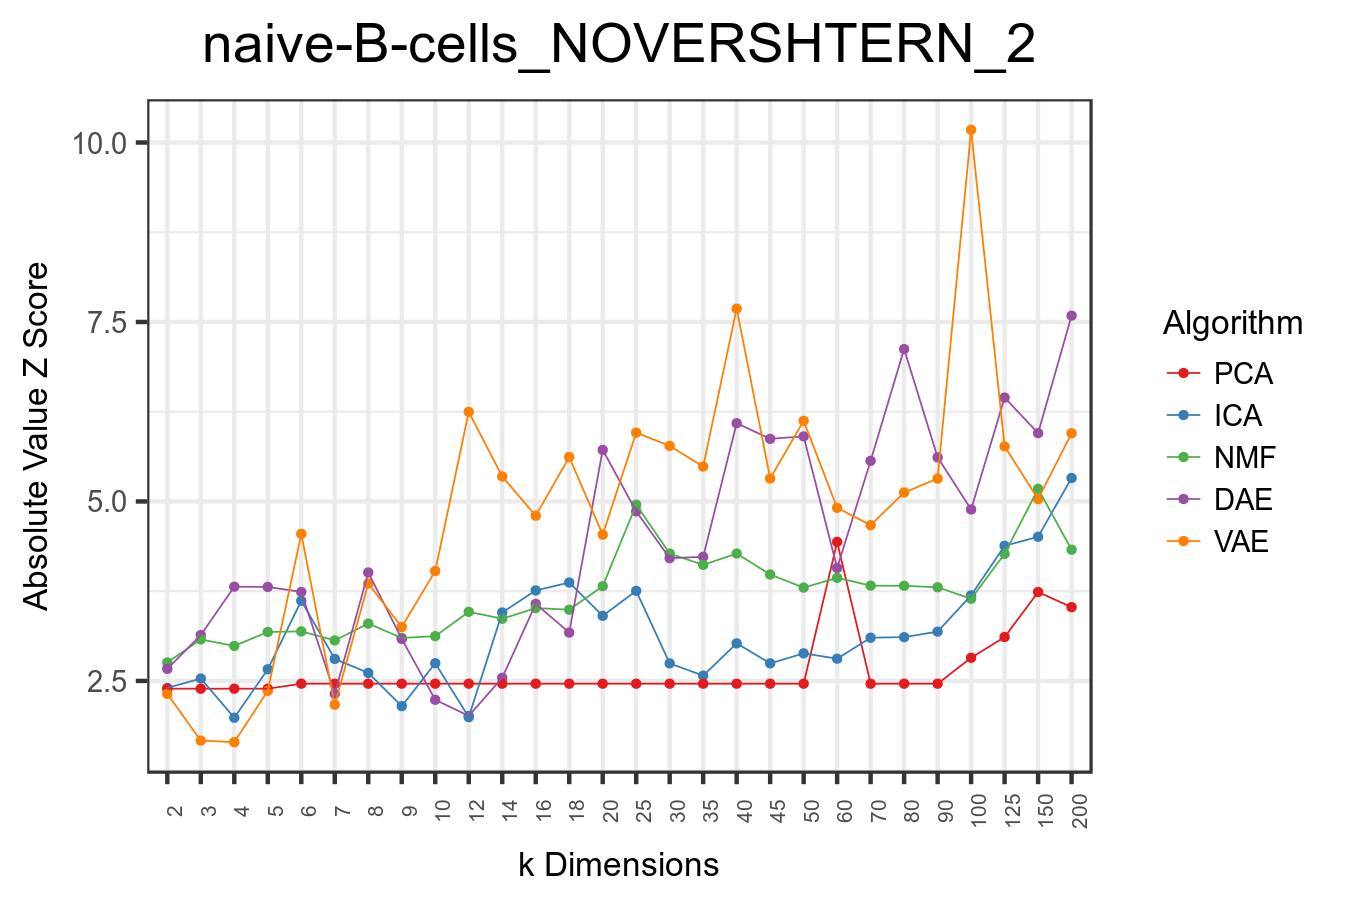 naive-B-cells_NOVERSHTERN_2
Absolute Value Z Score
10.0
7.5
5.0
2.5
2 3 4 5 6 7 8 9 10 12 14 16 18 20 25 30 35 40 45 50 60 70 80 90 100 125 150 200
k Dimensions
Algorithm
PCA
ICA
NMF
DAE
VAE